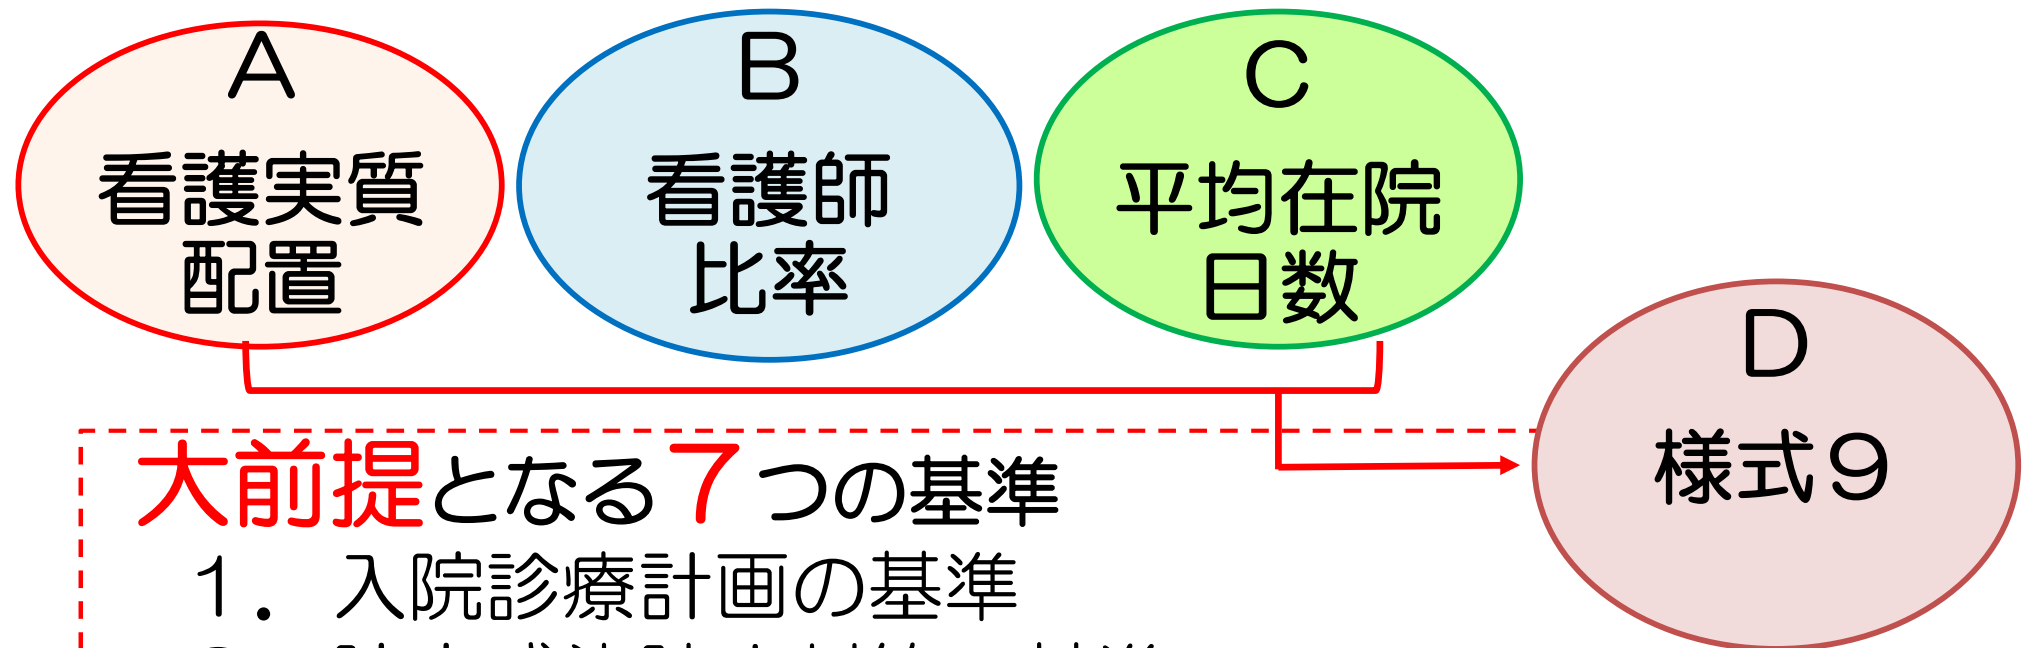 A
看護実質
配置
B
看護師
比率
C
平均在院
日数
D
様式9
大前提となる7つの基準
1. 入院診療計画の基準